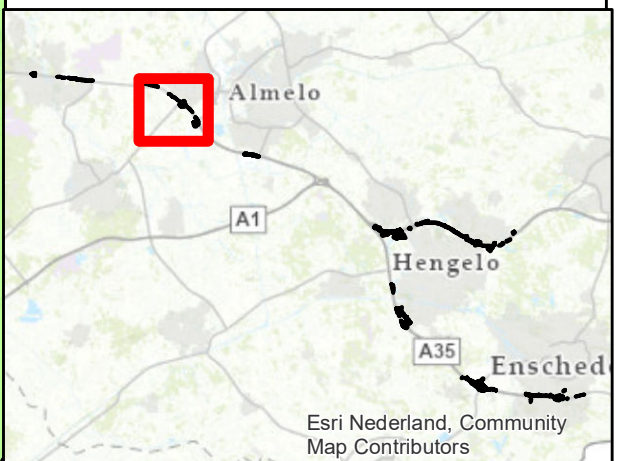 Almelo
A1
Hengelo
A35
Enschede
Esri Nederland, Community
Map Contributors